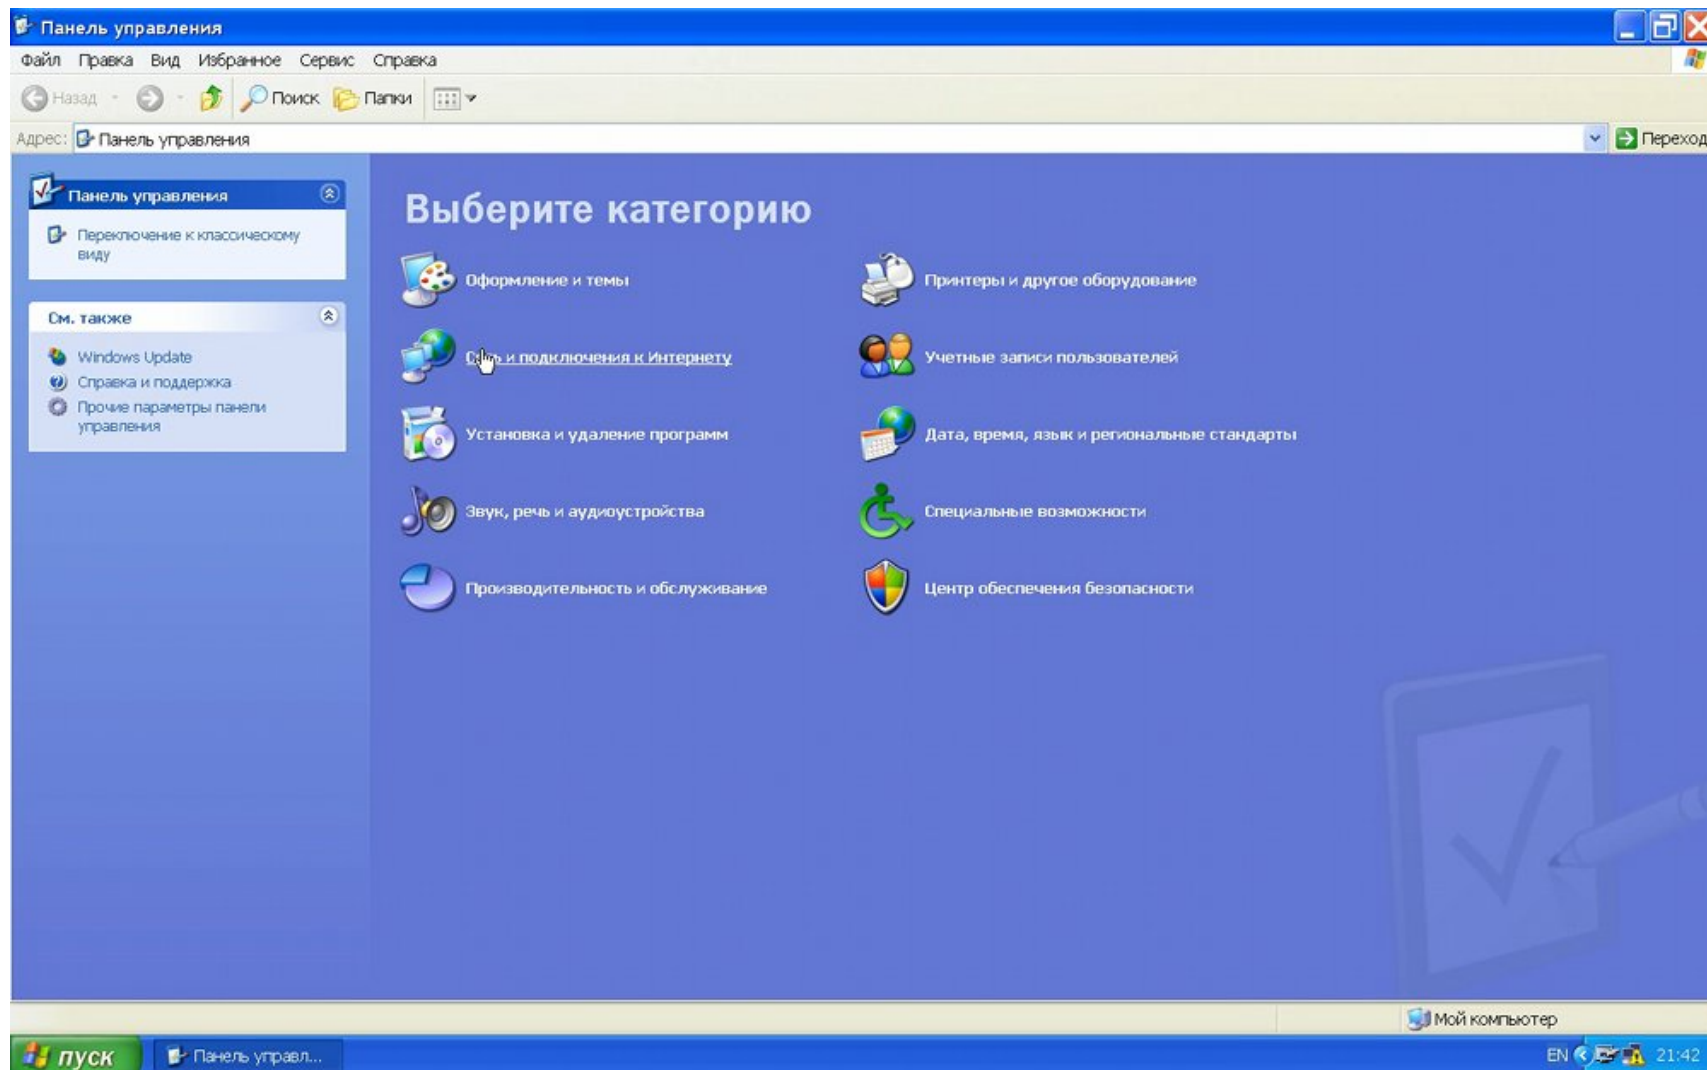 Панель управления
Файл Правка Вид Избранное Сервис Справка
Назад Поиск Папки
Адрес: Панель управления Переход
Панель управления
Переключение к классическому
виду
См. также
Windows Update
Справка и поддержка
Прочие параметры панели
управления
Выберите категорию
Оформление и темы
Принтеры и другое оборудование
и подключения к Интернету
Учетные записи пользователей
Установка и удаление программ
Дата, время, язык и региональные стандарты
Звук, речь и аудиоустройства
Специальные возможности
Производительность и обслуживание
Центр обеспечения безопасности
Мой компьютер
пуск Панель управл... EN 21:42